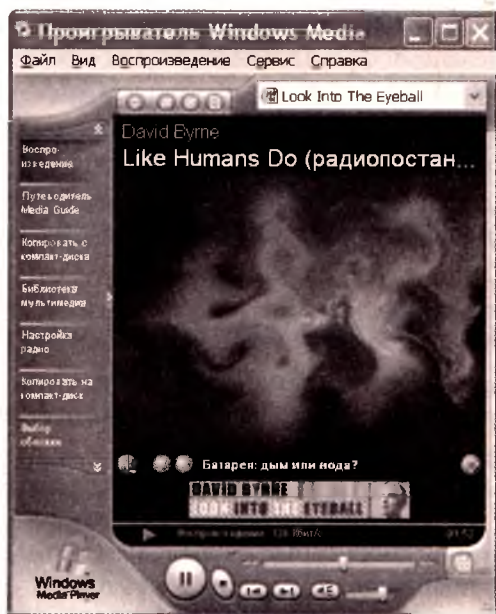 Проигрыватель Windows Media
Файл Вид Воспроизведение Сервис Справка
Look Into The Eyeball
David Byrne
Like Humans Do (радиопостан...
Воспро-
изведение
Путеводитель
Media Guide
Копировать с
компакт-диска
Библиотека
мультимедиа
Настройка
радио
Копировать на
компакт-диск
Выбор
обложки
Батарея: дым или вода?
DAVID BYRNE
LOOK INTO THE EYEBALL
Windows
Media Player